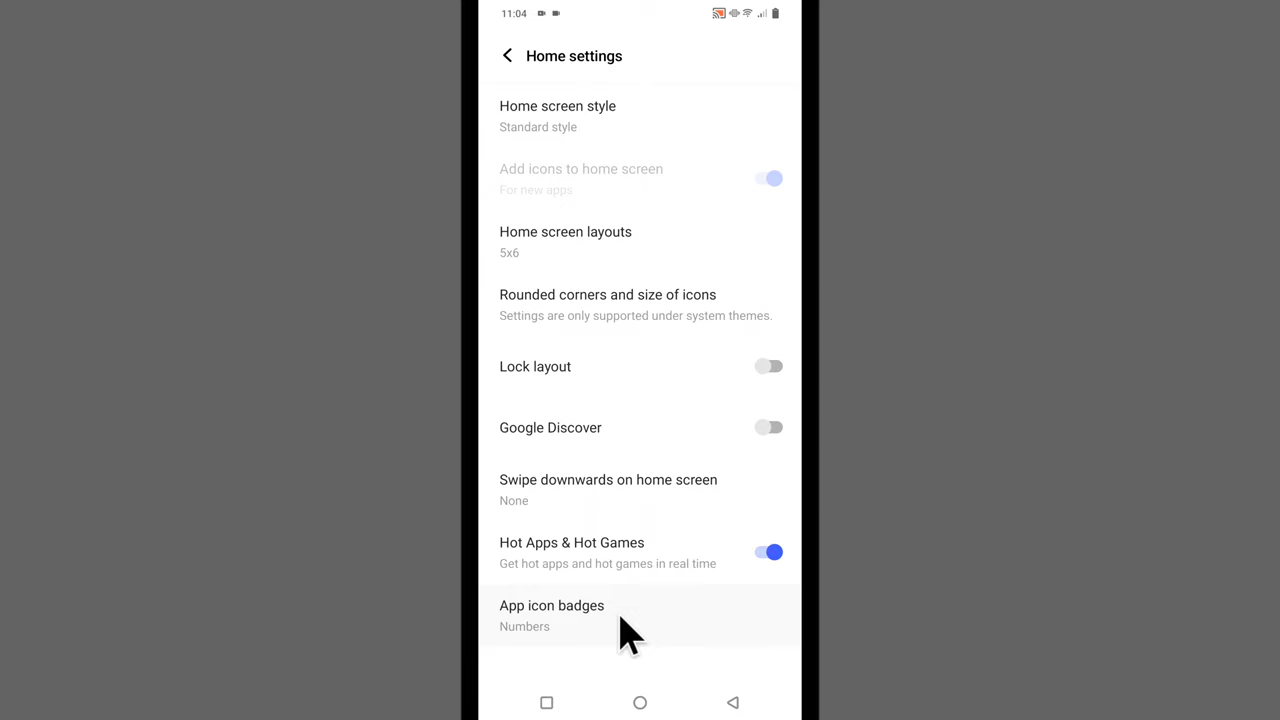 11:04
Home settings
Home screen style
Standard style
Add icons to home screen
For new apps
Home screen layouts
5x6
Rounded corners and size of icons
Settings are only supported under system themes.
Lock layout
Google Discover
Swipe downwards on home screen
None
Hot Apps & Hot Games
Get hot apps and hot games in real time
App icon badges
Numbers